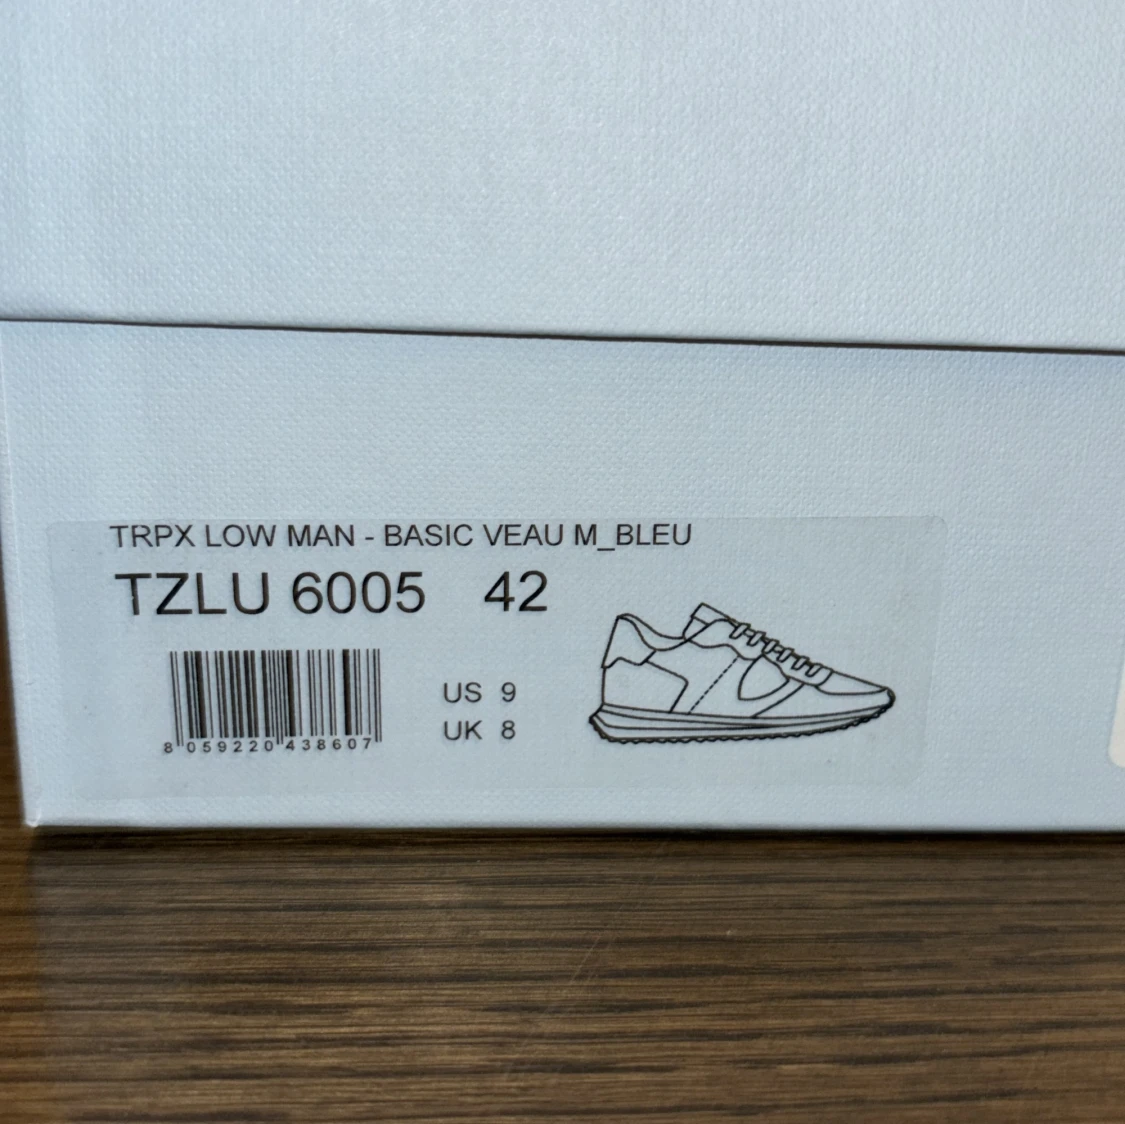 TRPX LOW MAN - BASIC VEAU M_BLEU
TZLU 6005 42
US 9
UK 8
8 059220 438607